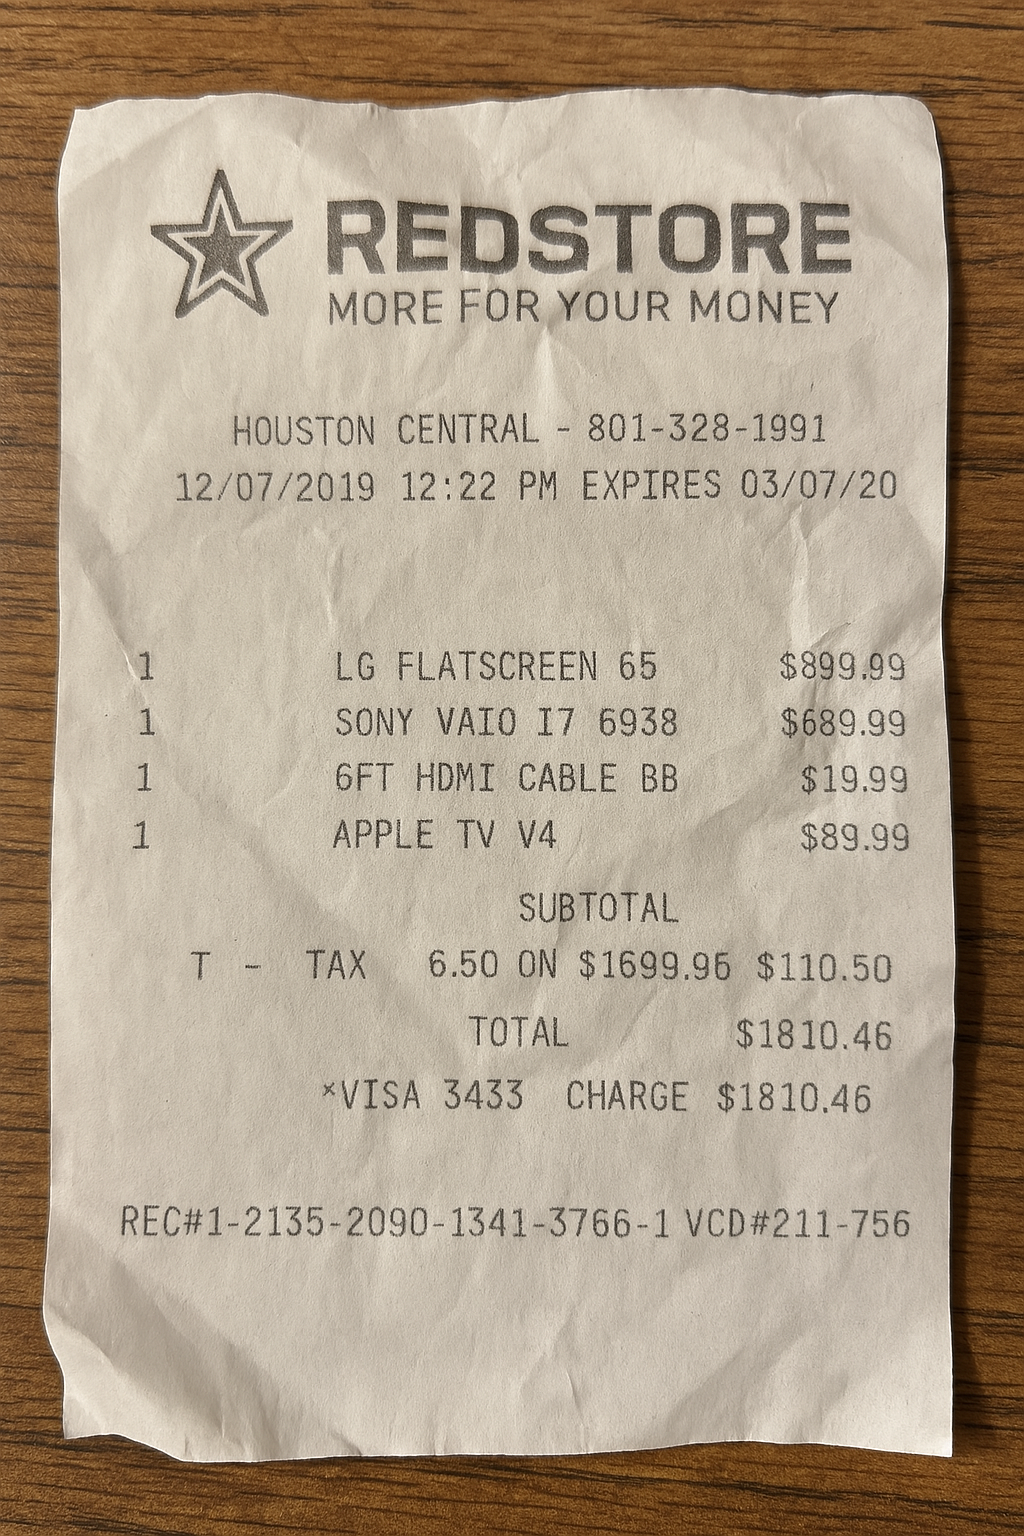 REDSTORE
MORE FOR YOUR MONEY
HOUSTON CENTRAL - 801-328-1991
12/07/2019 12:22 PM EXPIRES 03/07/20
1 LG FLATSCREEN 65 $899.99
1 SONY VAIO I7 6938 $689.99
1 6FT HDMI CABLE BB $19.99
1 APPLE TV V4 $89.99
SUBTOTAL
T - TAX 6.50 ON $1699.96 $110.50
TOTAL $1810.46
*VISA 3433 CHARGE $1810.46
REC#1-2135-2090-1341-3766-1 VCD#211-756